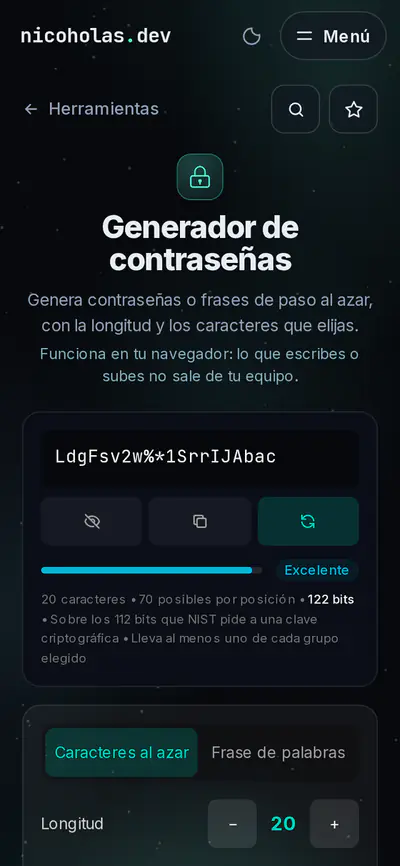 nicoholas.dev
Menú
Herramientas
Generador de
contraseñas
Genera contraseñas o frases de paso al azar,
con la longitud y los caracteres que elijas.
Funciona en tu navegador: lo que escribes o
subes no sale de tu equipo.
LdgFsv2w%*1SrrIJAbac
Excelente
20 caracteres • 70 posibles por posición • 122 bits
• Sobre los 112 bits que NIST pide a una clave
criptográfica • Lleva al menos uno de cada grupo
elegido
Caracteres al azar Frase de palabras
Longitud − 20 +